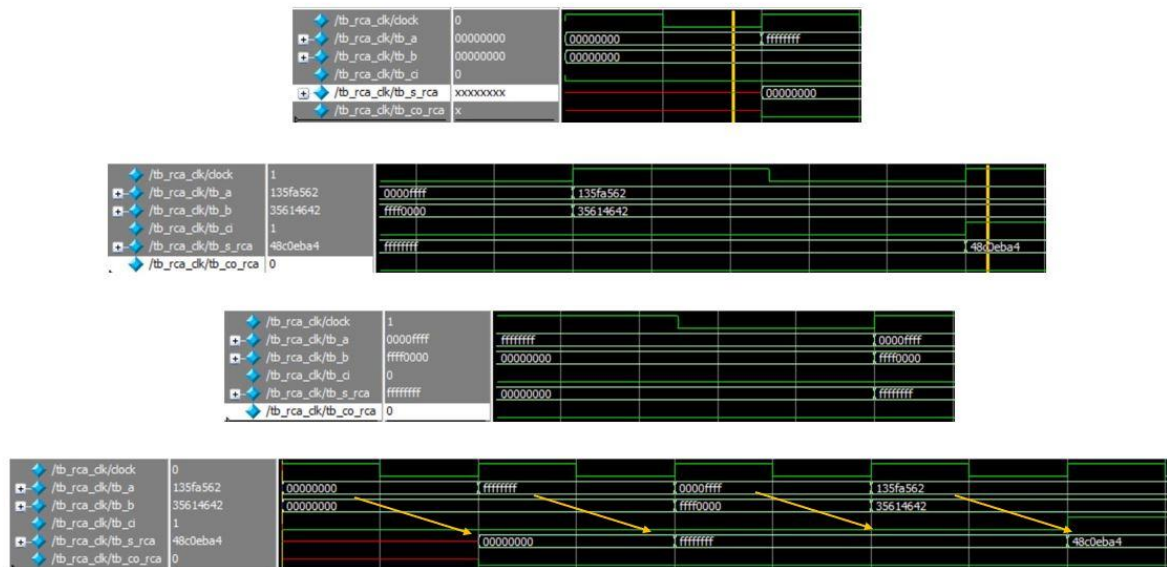 /tb_rca_clk/clock 0
/tb_rca_clk/tb_a 00000000 00000000 ffffffff
/tb_rca_clk/tb_b 00000000 00000000
/tb_rca_clk/tb_ci 0
/tb_rca_clk/tb_s_rca xxxxxxxx 00000000
/tb_rca_clk/tb_co_rca x
/tb_rca_clk/clock 1
/tb_rca_clk/tb_a 135fa562 0000ffff 135fa562
/tb_rca_clk/tb_b 35614642 ffff0000 35614642
/tb_rca_clk/tb_ci 1
/tb_rca_clk/tb_s_rca 48c0eba4 ffffffff 48c0eba4
/tb_rca_clk/tb_co_rca 0
/tb_rca_clk/clock 1
/tb_rca_clk/tb_a 0000ffff ffffffff 0000ffff
/tb_rca_clk/tb_b ffff0000 00000000 ffff0000
/tb_rca_clk/tb_ci 0
/tb_rca_clk/tb_s_rca ffffffff 00000000 ffffffff
/tb_rca_clk/tb_co_rca 0
/tb_rca_clk/clock 0
/tb_rca_clk/tb_a 135fa562 00000000 ffffffff 0000ffff 135fa562
/tb_rca_clk/tb_b 35614642 00000000 ffff0000 35614642
/tb_rca_clk/tb_ci 1
/tb_rca_clk/tb_s_rca 48c0eba4 00000000 ffffffff 48c0eba4
/tb_rca_clk/tb_co_rca 0